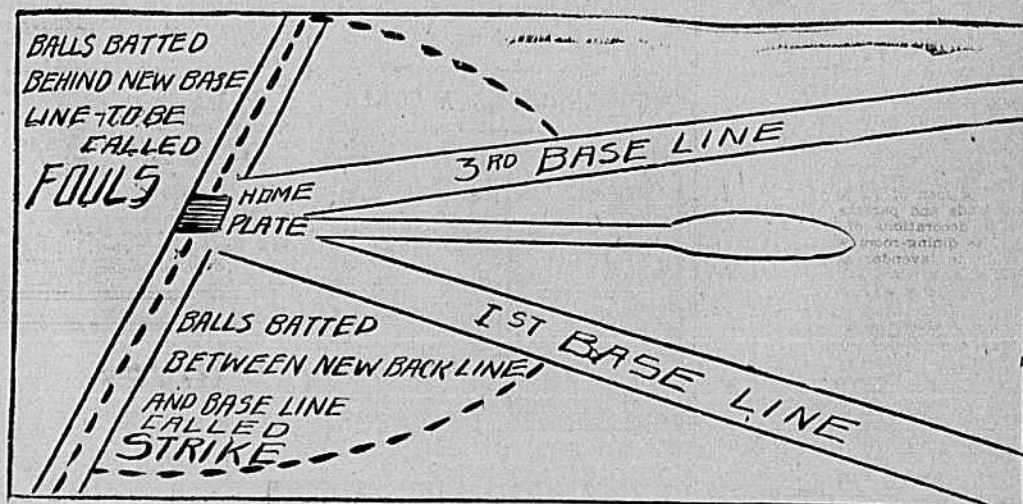 BALLS BATTED
BEHIND NEW BASE
LINE-TO BE
CALLED
FOULS
3RD BASE LINE
HOME
PLATE
1ST BASE LINE
BALLS BATTED
BETWEEN NEW BACK LINE
AND BASE LINE
CALLED
STRIKE